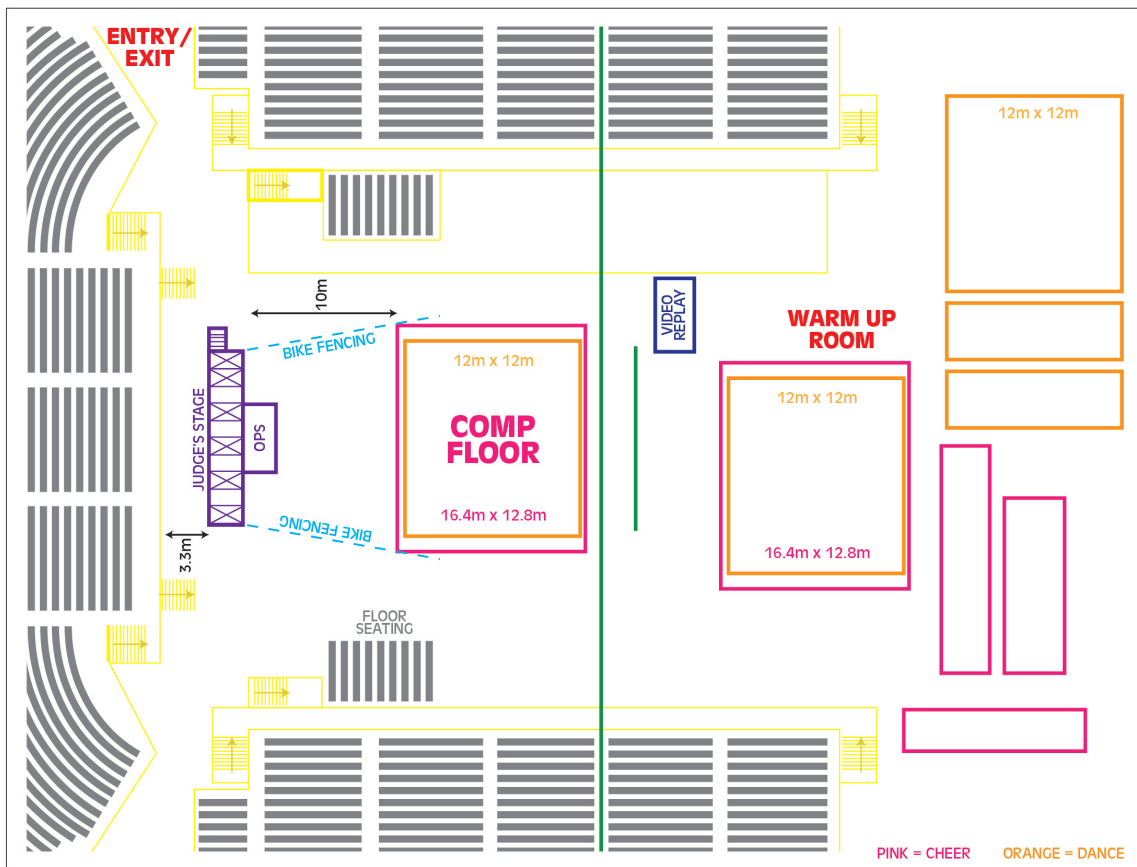 ENTRY/
EXIT
12m x 12m
10m
VIDEO
REPLAY
BIKE FENCING
WARM UP
ROOM
12m x 12m
12m x 12m
JUDGE'S STAGE
OPS
COMP
FLOOR
16.4m x 12.8m
BIKE FENCING
3.3m
16.4m x 12.8m
FLOOR
SEATING
PINK = CHEER
ORANGE = DANCE